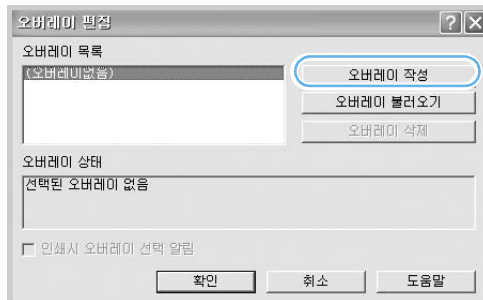 오버레이 편집
오버레이 목록
(오버레이없음)
오버레이 작성
오버레이 불러오기
오버레이 삭제
오버레이 상태
선택된 오버레이 없음
인쇄시 오버레이 선택 알림
확인 취소 도움말